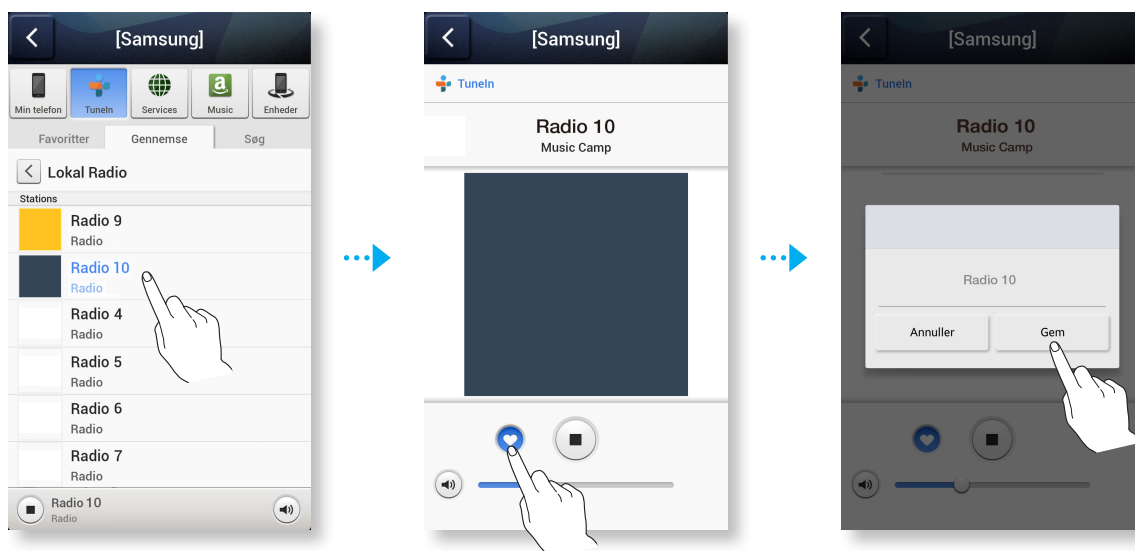 [Samsung]
Min telefon
TuneIn
Services
a
Music
Enheder
Favoritter
Gennemse
Søg
Lokal Radio
Stations
Radio 9
Radio
Radio 10
Radio
Radio 4
Radio
Radio 5
Radio
Radio 6
Radio
Radio 7
Radio
Radio 10
Radio
[Samsung]
TuneIn
Radio 10
Music Camp
[Samsung]
TuneIn
Radio 10
Music Camp
Radio 10
Annuller
Gem